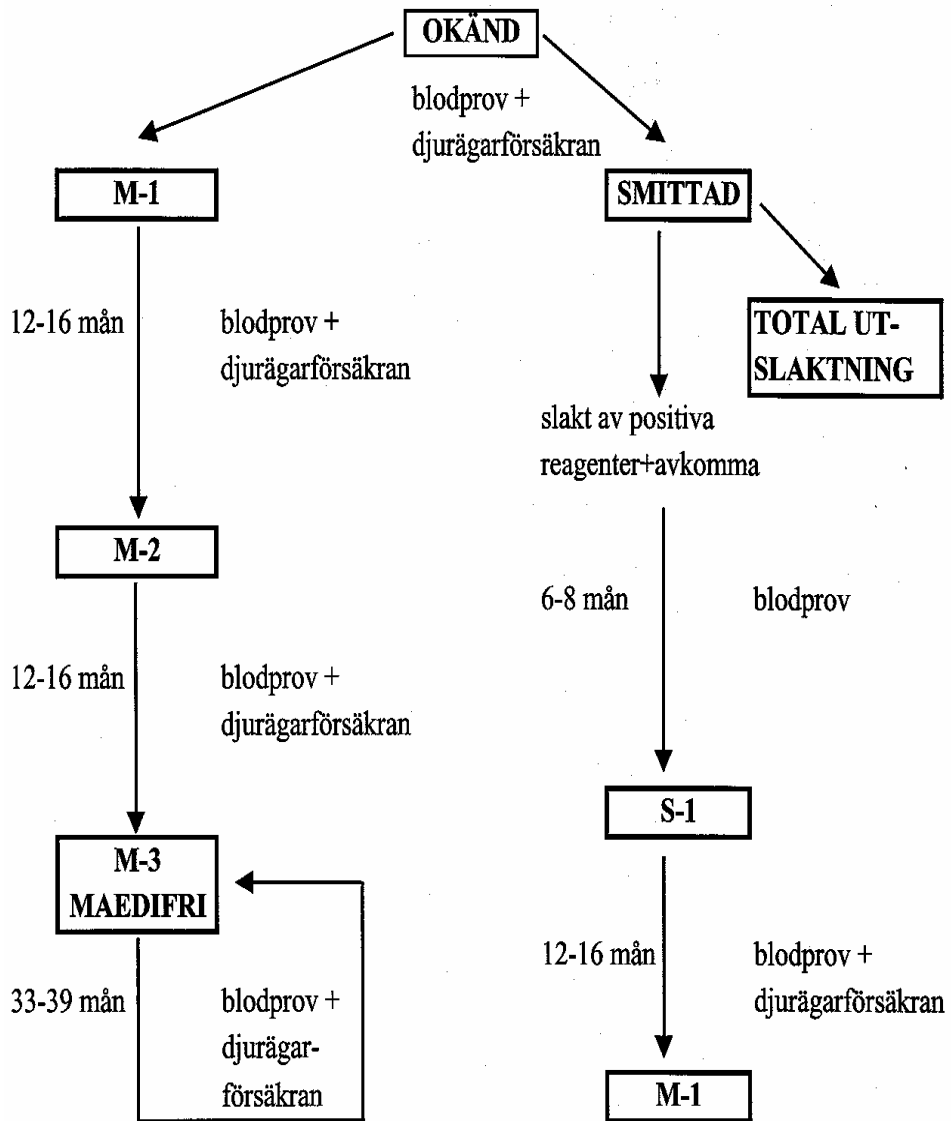 OKÄND
blodprov +
djurägarförsäkran
M-1
SMITTAD
12-16 mån
blodprov +
djurägarförsäkran
TOTAL UT-
SLAKTNING
slakt av positiva
reagenter+avkomma
M-2
6-8 mån
blodprov
12-16 mån
blodprov +
djurägarförsäkran
S-1
M-3
MAEDIFRI
12-16 mån
blodprov +
djurägarförsäkran
33-39 mån
blodprov +
djurägar-
försäkran
M-1